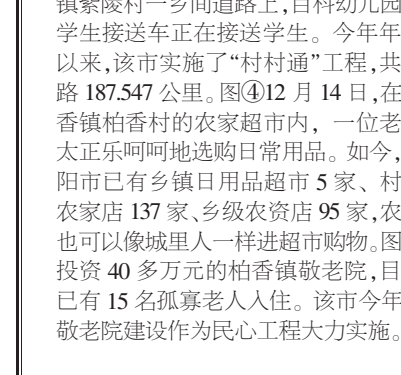 镇紫陵村一乡间道路上,百科幼儿园
学生接送车正在接送学生。今年年
以来,该市实施了“村村通”工程,共
路 187.547 公里。图④12 月 14 日,在
香镇柏香村的农家超市内，一位老
太正乐呵呵地选购日常用品。如今,
阳市已有乡镇日用品超市 5 家、村
农家店 137 家、乡级农资店 95 家,农
也可以像城里人一样进超市购物。图
投资 40 多万元的柏香镇敬老院,目
已有 15 名孤寡老人入住。该市今年
敬老院建设作为民心工程大力实施。